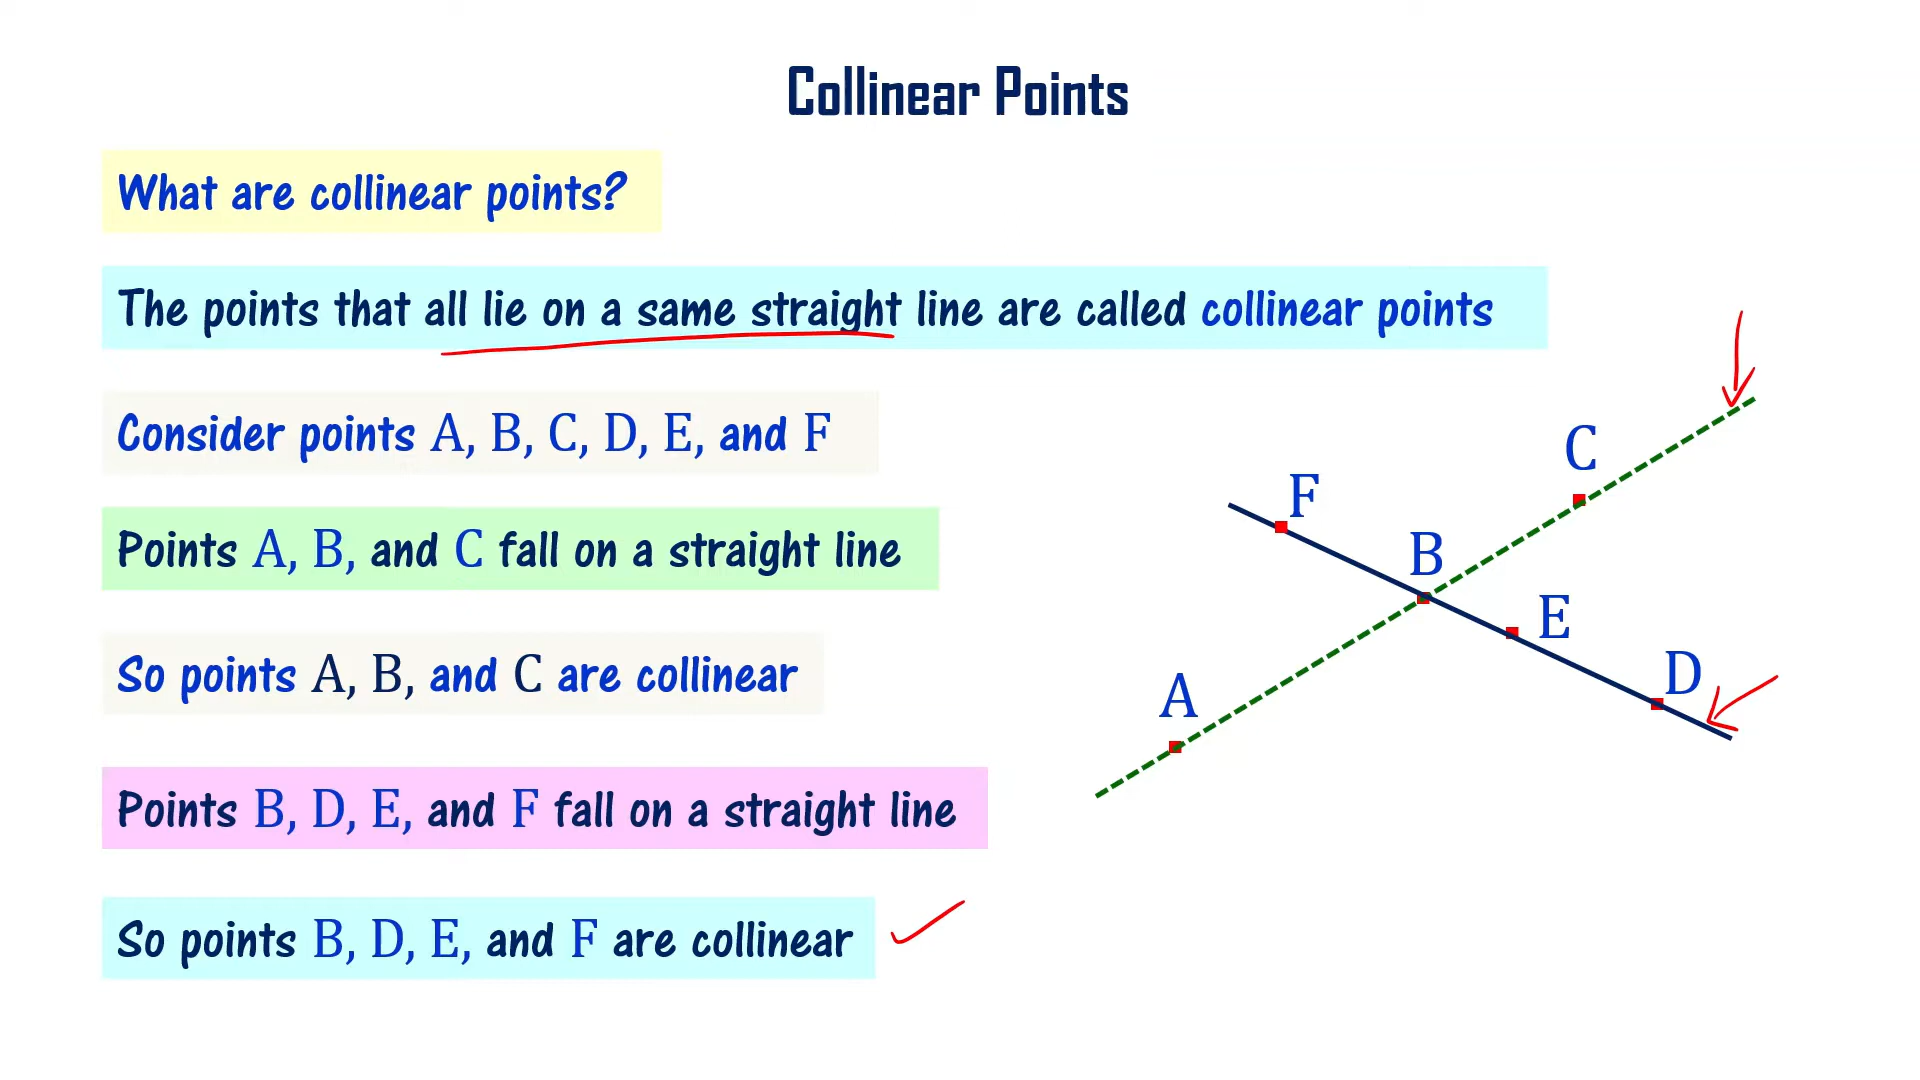 Collinear Points
What are collinear points?
The points that all lie on a same straight line are called collinear points
Consider points A, B, C, D, E, and F
Points A, B, and C fall on a straight line
So points A, B, and C are collinear
Points B, D, E, and F fall on a straight line
So points B, D, E, and F are collinear
C
F
B
E
D
A